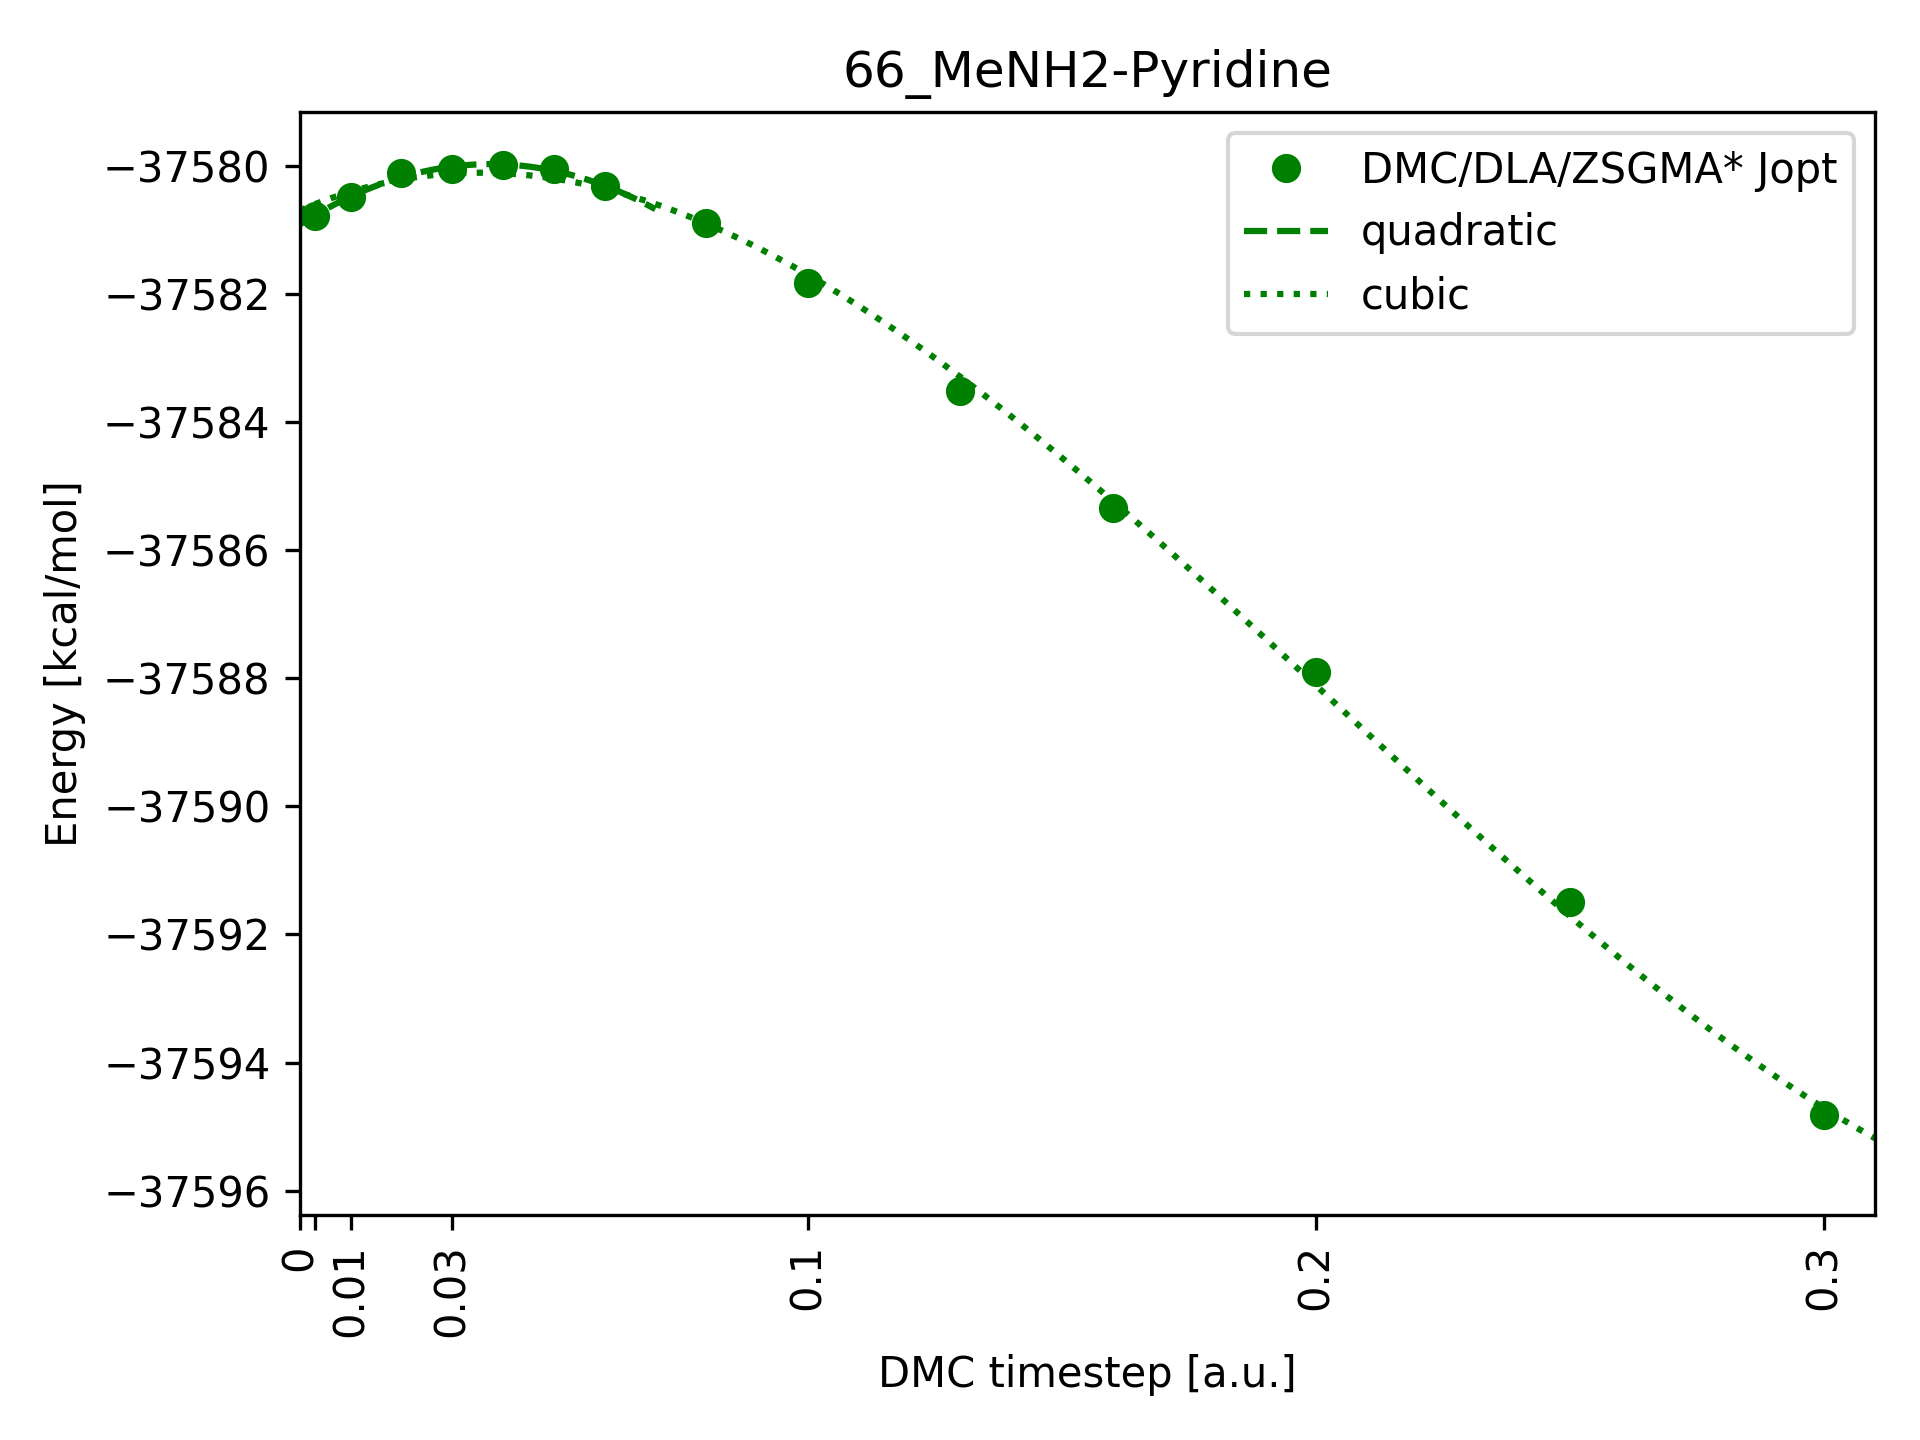 66_MeNH2-Pyridine
DMC/DLA/ZSGMA* Jopt
quadratic
cubic
Energy [kcal/mol]
−37580
−37582
−37584
−37586
−37588
−37590
−37592
−37594
−37596
0
0.01
0.03
0.1
0.2
0.3
DMC timestep [a.u.]